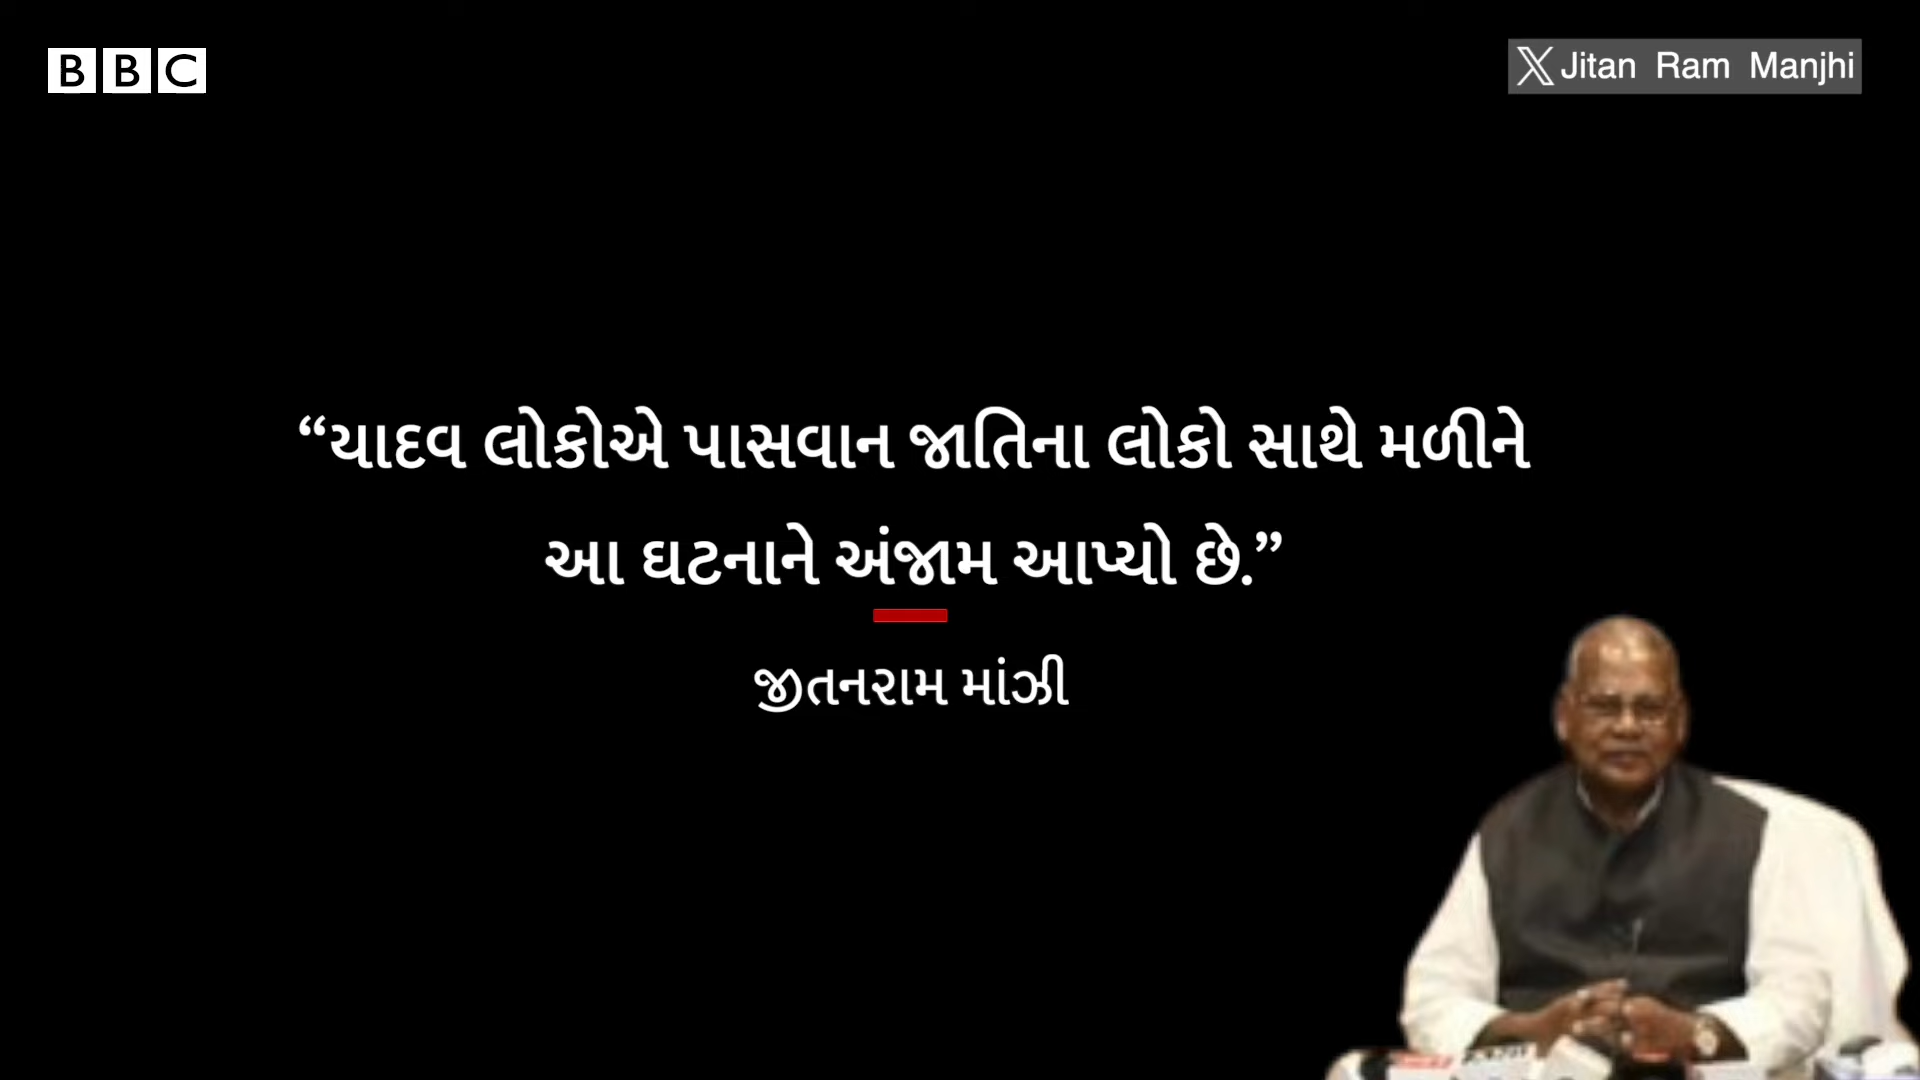 BBC
X Jitan Ram Manjhi
“યાદવ લોકોએ પાસવાન જાતિના લોકો સાથે મળીને
આ ઘટનાને અંજામ આપ્યો છે.”
જીતનરામ માંઝી